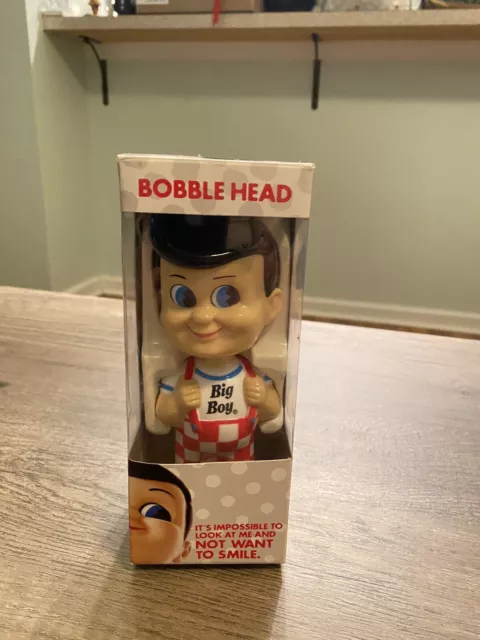 BOBBLE HEAD
Big
Boy®
IT'S IMPOSSIBLE TO
LOOK AT ME AND
NOT WANT
TO SMILE.